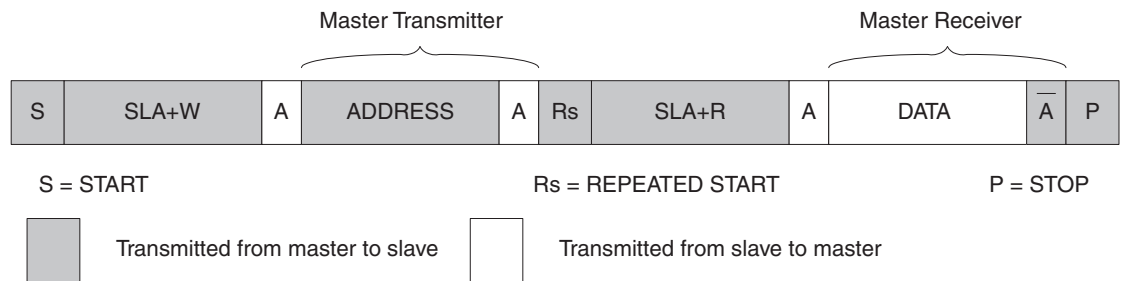 Master Transmitter Master Receiver
S SLA+W A ADDRESS A Rs SLA+R A DATA A̅ P
S = START Rs = REPEATED START P = STOP
Transmitted from master to slave Transmitted from slave to master